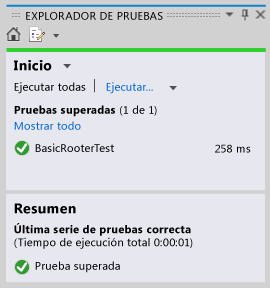 EXPLORADOR DE PRUEBAS
Inicio
Ejecutar todas | Ejecutar...
Pruebas superadas (1 de 1)
Mostrar todo
BasicRooterTest 258 ms
Resumen
Última serie de pruebas correcta
(Tiempo de ejecución total 0:00:01)
Prueba superada